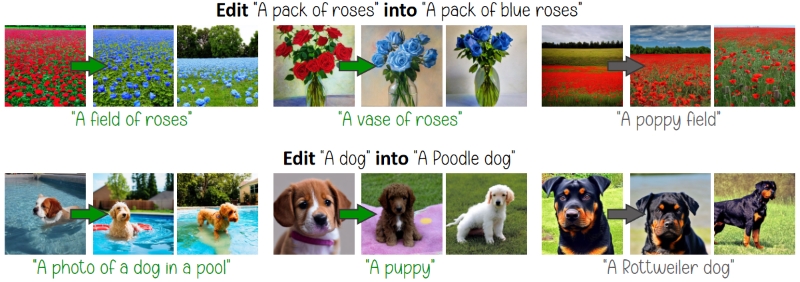 Edit "A pack of roses" into "A pack of blue roses"
"A field of roses"
"A vase of roses"
"A poppy field"
Edit "A dog" into "A Poodle dog"
"A photo of a dog in a pool"
"A puppy"
"A Rottweiler dog"